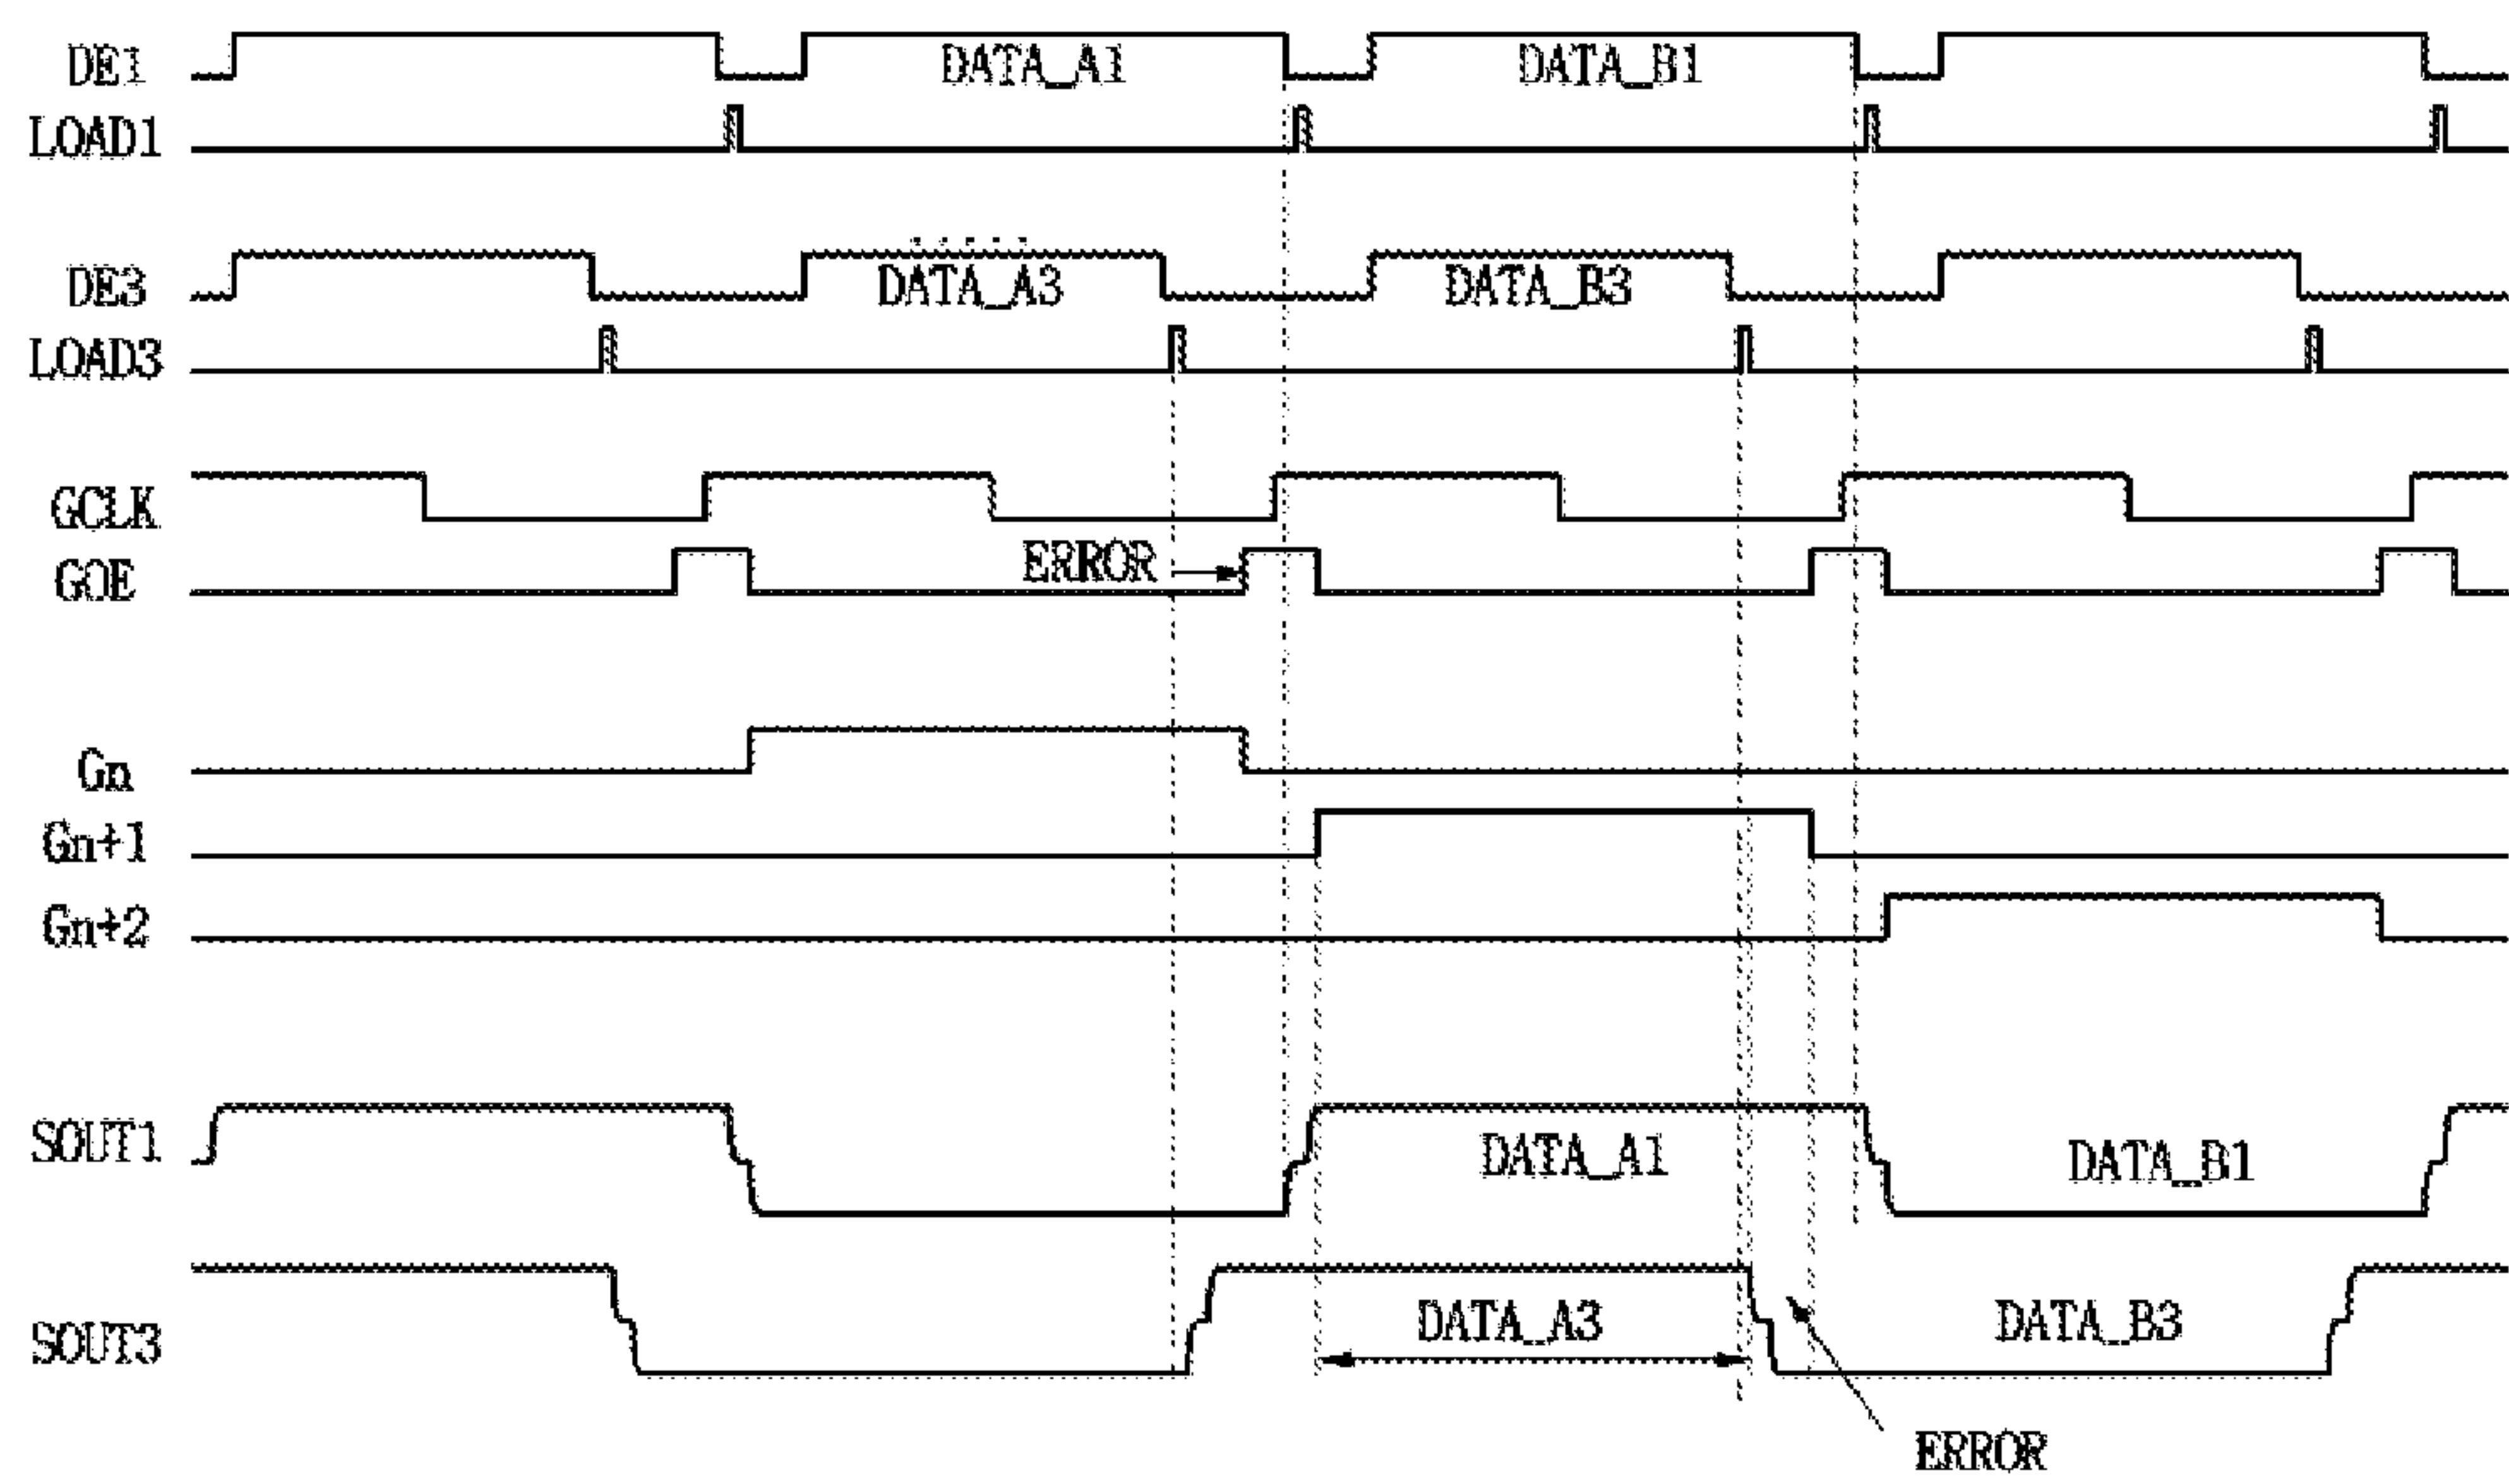 DE1 DATA_A1 DATA_B1
LOAD1
DE3 DATA_A3 DATA_B3
LOAD3
GCLK
GOE ERROR
Gn
Gn+1
Gn+2
SOUT1 DATA_A1 DATA_B1
SOUT3 DATA_A3 DATA_B3
ERROR